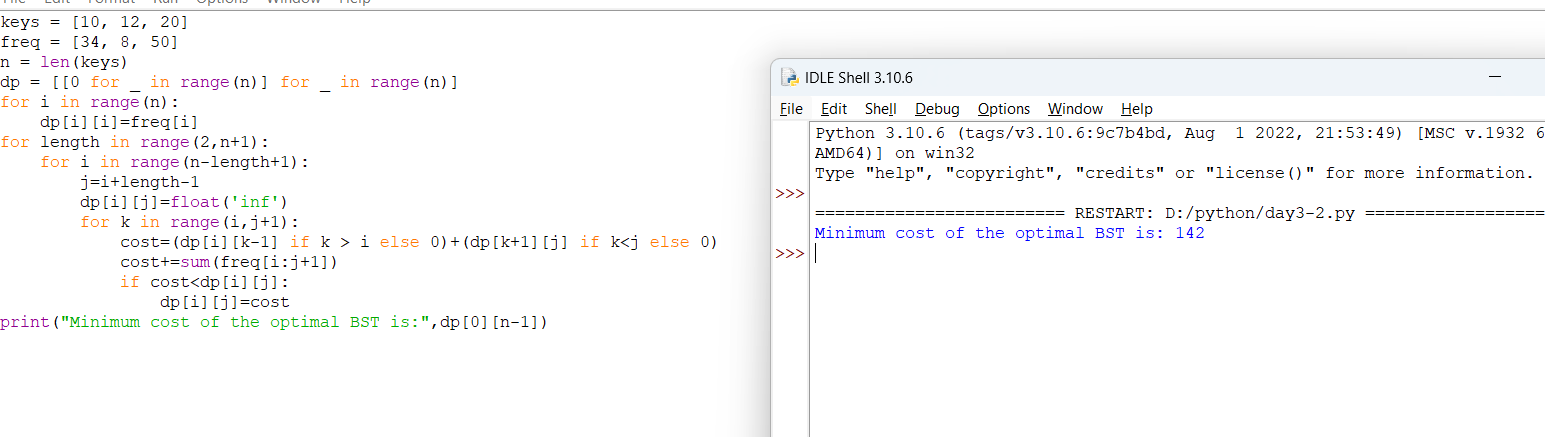 File Edit Format Run Options Window Help
keys = [10, 12, 20]
freq = [34, 8, 50]
n = len(keys)
dp = [[0 for _ in range(n)] for _ in range(n)]
for i in range(n):
    dp[i][i]=freq[i]
for length in range(2,n+1):
    for i in range(n-length+1):
        j=i+length-1
        dp[i][j]=float('inf')
        for k in range(i,j+1):
            cost=(dp[i][k-1] if k > i else 0)+(dp[k+1][j] if k<j else 0)
            cost+=sum(freq[i:j+1])
            if cost<dp[i][j]:
                dp[i][j]=cost
print("Minimum cost of the optimal BST is:",dp[0][n-1])
IDLE Shell 3.10.6
File Edit Shell Debug Options Window Help
Python 3.10.6 (tags/v3.10.6:9c7b4bd, Aug  1 2022, 21:53:49) [MSC v.1932 6
AMD64)] on win32
Type "help", "copyright", "credits" or "license()" for more information.
>>>
========================= RESTART: D:/python/day3-2.py ==================
Minimum cost of the optimal BST is: 142
>>>